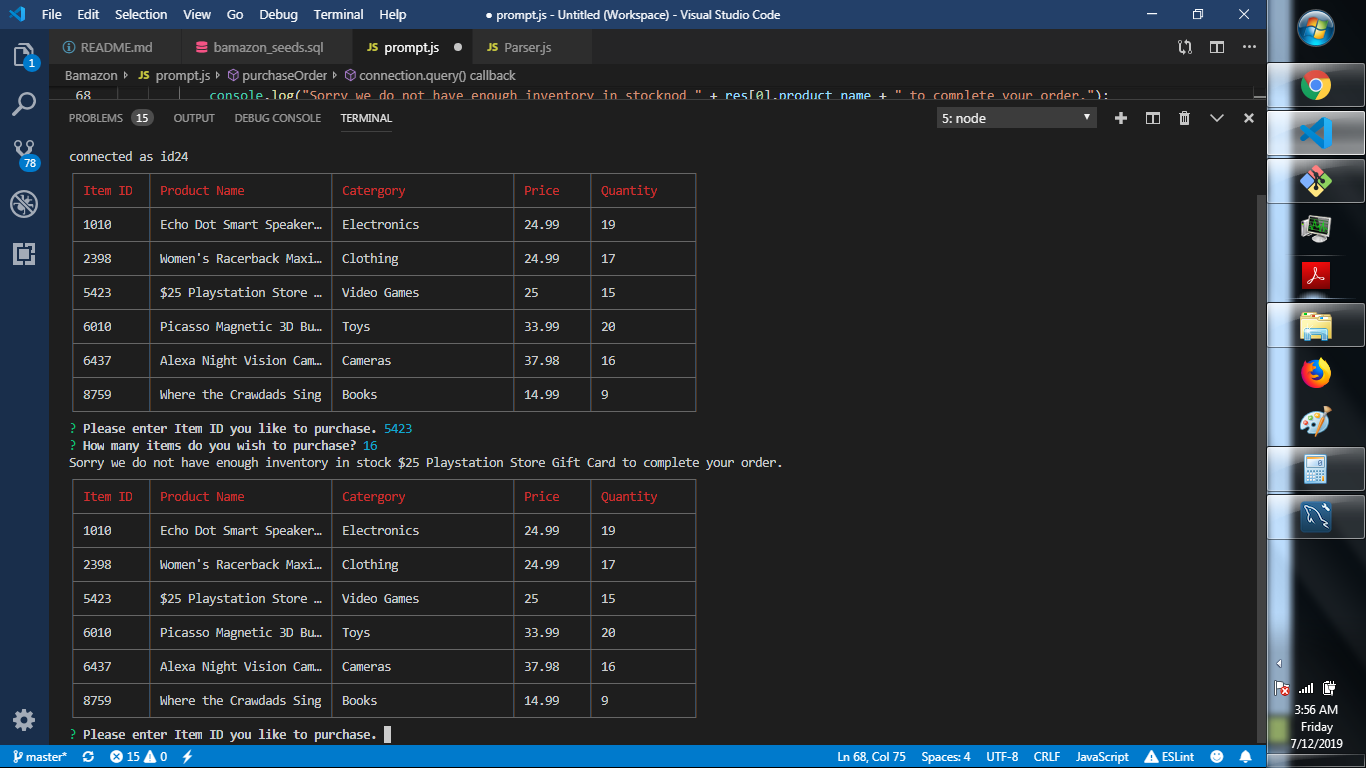 File Edit Selection View Go Debug Terminal Help ● prompt.js - Untitled (Workspace) - Visual Studio Code
README.md bamazon_seeds.sql JS prompt.js ● JS Parser.js
Bamazon › JS prompt.js › purchaseOrder › connection.query() callback
68 console.log("Sorry we do not have enough inventory in stocknod " + res[0].product_name + " to complete your order.");
PROBLEMS 15 OUTPUT DEBUG CONSOLE TERMINAL 5: node
1
78
connected as id24
Item ID Product Name Catergory Price Quantity
1010 Echo Dot Smart Speaker… Electronics 24.99 19
2398 Women's Racerback Maxi… Clothing 24.99 17
5423 $25 Playstation Store … Video Games 25 15
6010 Picasso Magnetic 3D Bu… Toys 33.99 20
6437 Alexa Night Vision Cam… Cameras 37.98 16
8759 Where the Crawdads Sing Books 14.99 9
? Please enter Item ID you like to purchase. 5423
? How many items do you wish to purchase? 16
Sorry we do not have enough inventory in stock $25 Playstation Store Gift Card to complete your order.
Item ID Product Name Catergory Price Quantity
1010 Echo Dot Smart Speaker… Electronics 24.99 19
2398 Women's Racerback Maxi… Clothing 24.99 17
5423 $25 Playstation Store … Video Games 25 15
6010 Picasso Magnetic 3D Bu… Toys 33.99 20
6437 Alexa Night Vision Cam… Cameras 37.98 16
8759 Where the Crawdads Sing Books 14.99 9
? Please enter Item ID you like to purchase.
master* 15 0 Ln 68, Col 75 Spaces: 4 UTF-8 CRLF JavaScript ESLint
3:56 AM
Friday
7/12/2019